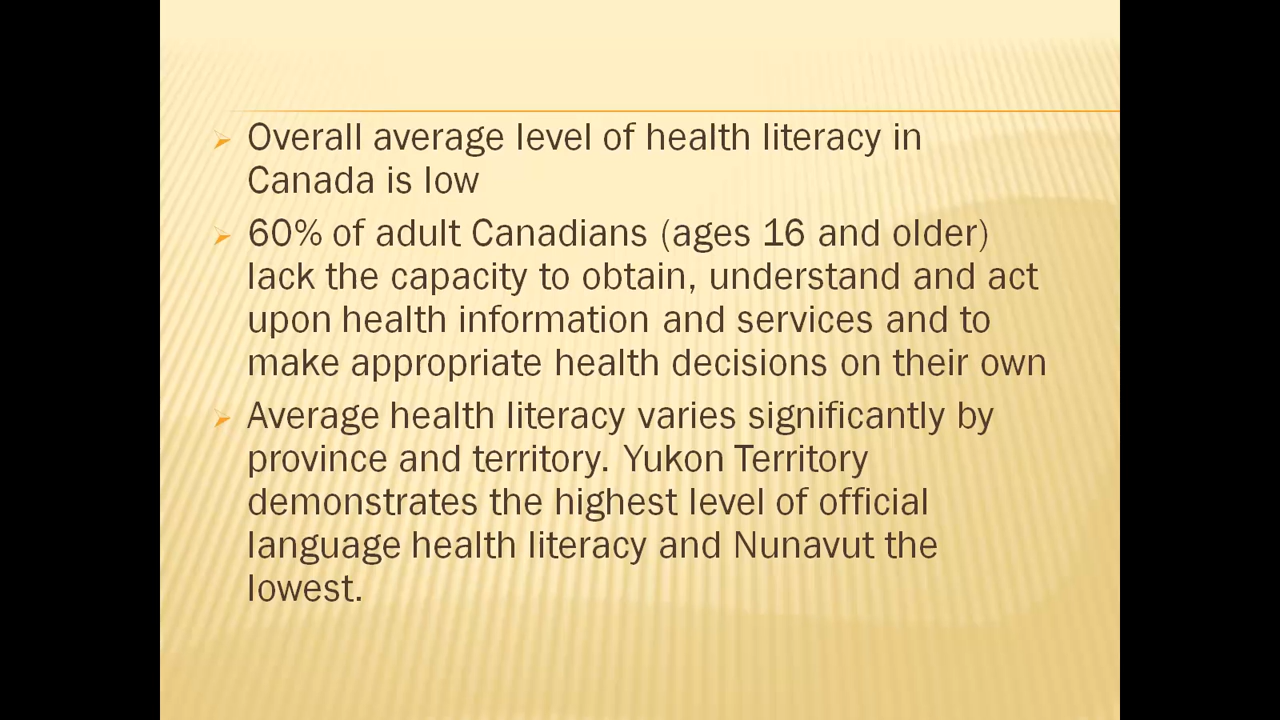 Overall average level of health literacy in
Canada is low
60% of adult Canadians (ages 16 and older)
lack the capacity to obtain, understand and act
upon health information and services and to
make appropriate health decisions on their own
Average health literacy varies significantly by
province and territory. Yukon Territory
demonstrates the highest level of official
language health literacy and Nunavut the
lowest.